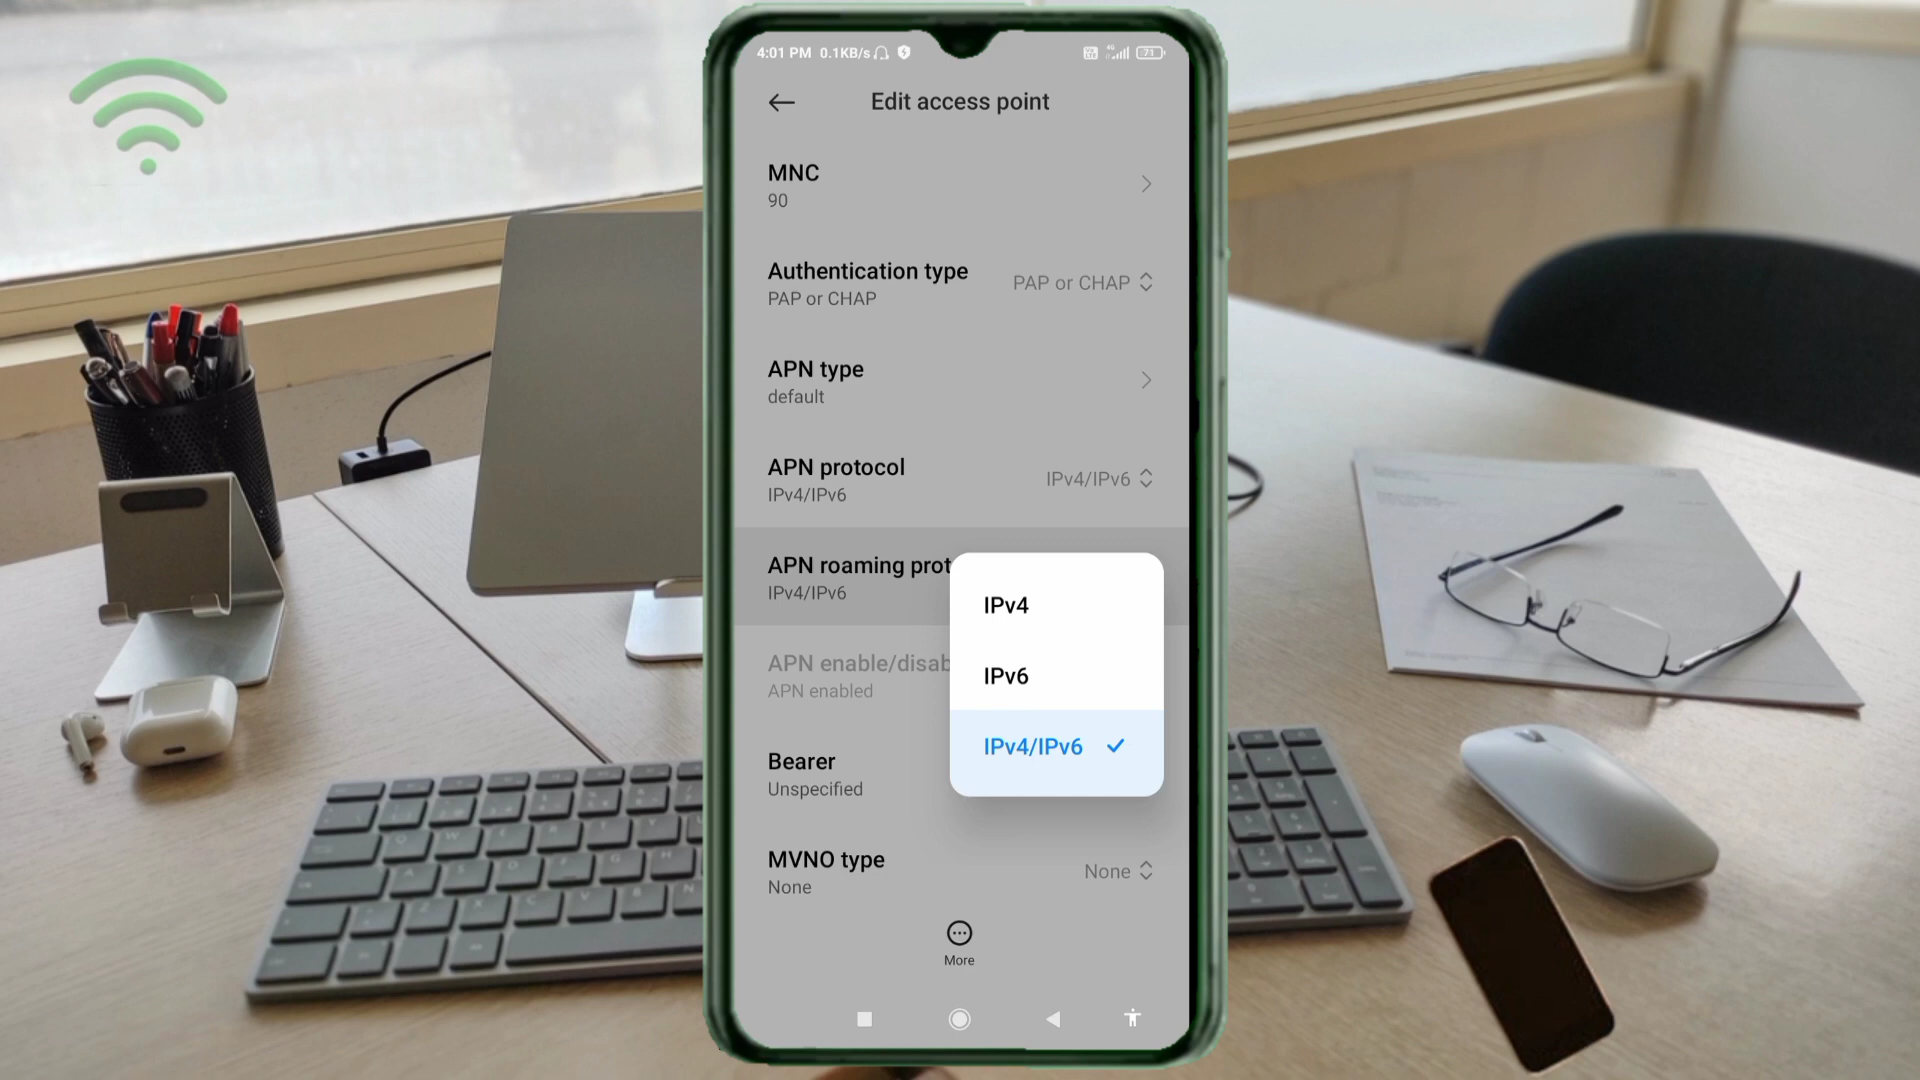 4:01 PM 0.1KB/s
4G
71
Edit access point
MNC
90
Authentication type
PAP or CHAP
PAP or CHAP
APN type
default
APN protocol
IPv4/IPv6
IPv4/IPv6
APN roaming prot
IPv4/IPv6
IPv4
IPv6
IPv4/IPv6
APN enable/disab
APN enabled
Bearer
Unspecified
MVNO type
None
None
More